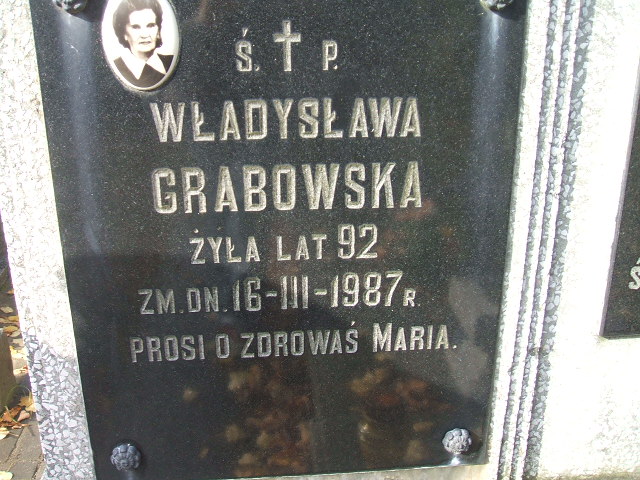 Ś. † P.
WŁADYSŁAWA
GRABOWSKA
ŻYŁA LAT 92
ZM. DN. 16-III-1987 R.
PROSI O ZDROWAŚ MARIA.